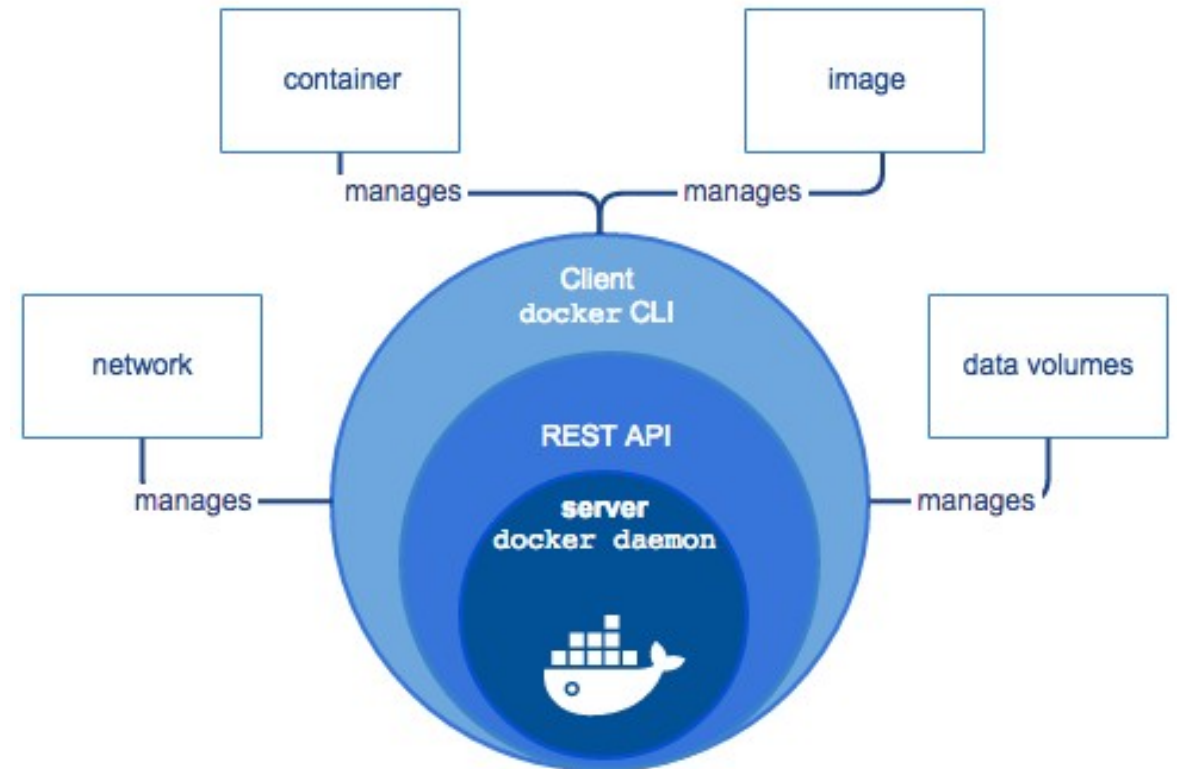 container
image
manages
manages
Client
docker CLI
network
data volumes
REST API
manages
server
manages
docker daemon